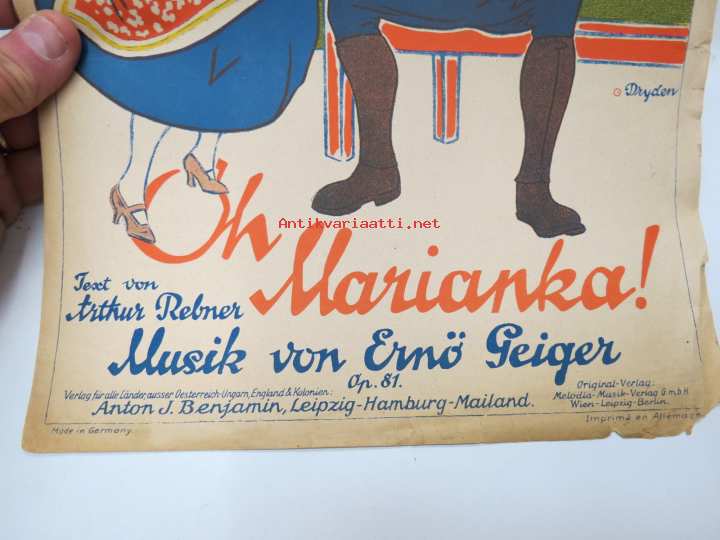 Dryden
Antikvariaatti.net
Oh
Marianka!
Text von
Arthur Rebner
Musik von Ernö Geiger
Op. 81.
Verlag für alle Länder, ausser Oesterreich-Ungarn, England & Kolonien:
Anton J. Benjamin, Leipzig-Hamburg-Mailand.
Original-Verlag:
Melodia-Musik-Verlag G.m.b.H
Wien-Leipzig-Berlin.
Made in Germany.
Imprimé en Allemag